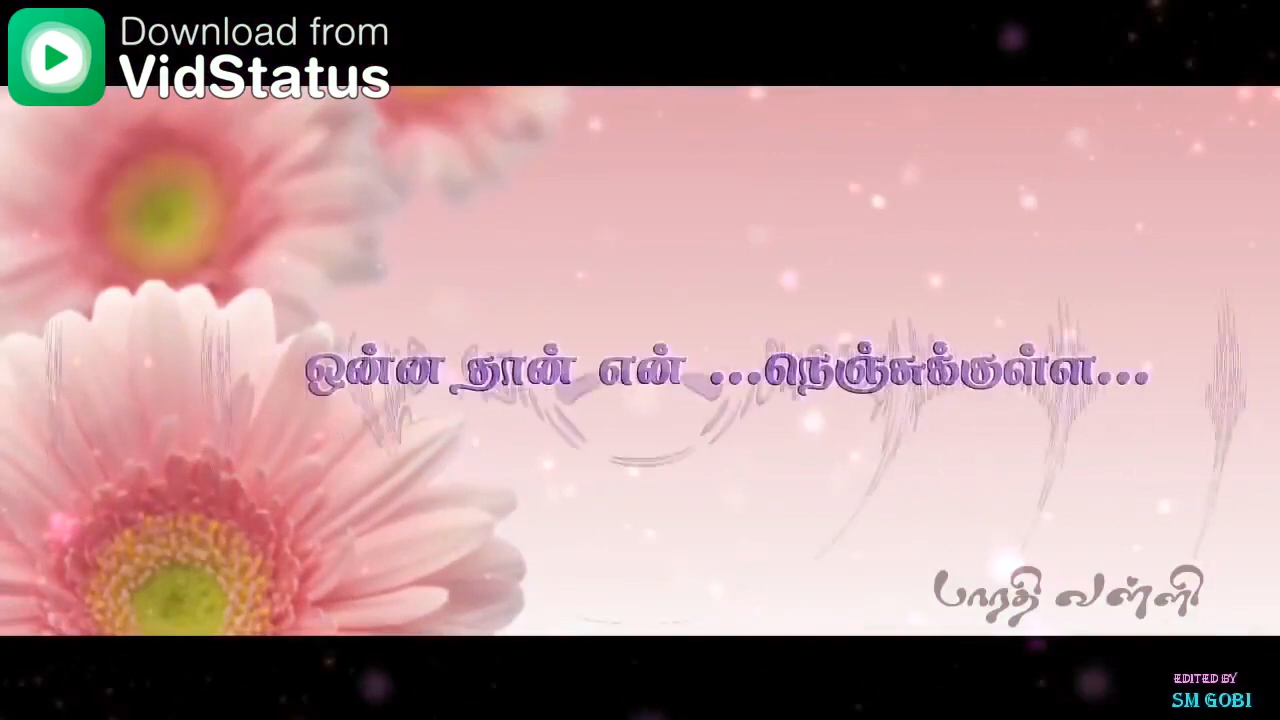 Download from
VidStatus
ஒன்ன தான் என் ...நெஞ்சுக்குள்ள...
பாரதி வள்ளி
EDITED BY
SM GOBI